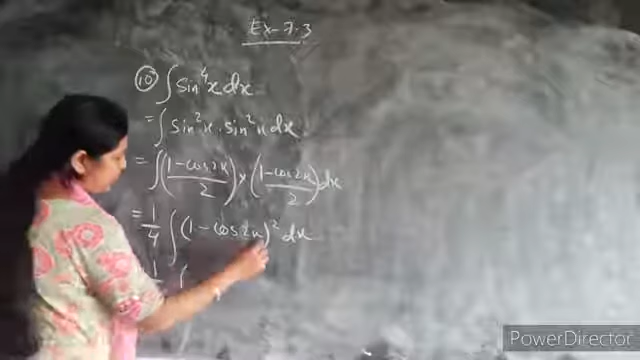 Ex-7.3
(10) ∫ sin⁴x dx
= ∫ sin²x . sin²x dx
= ∫ (1-cos2x / 2) × (1-cos2x / 2) dx
= 1/4 ∫ (1 - cos2x)² dx
1/ ∫
PowerDirector